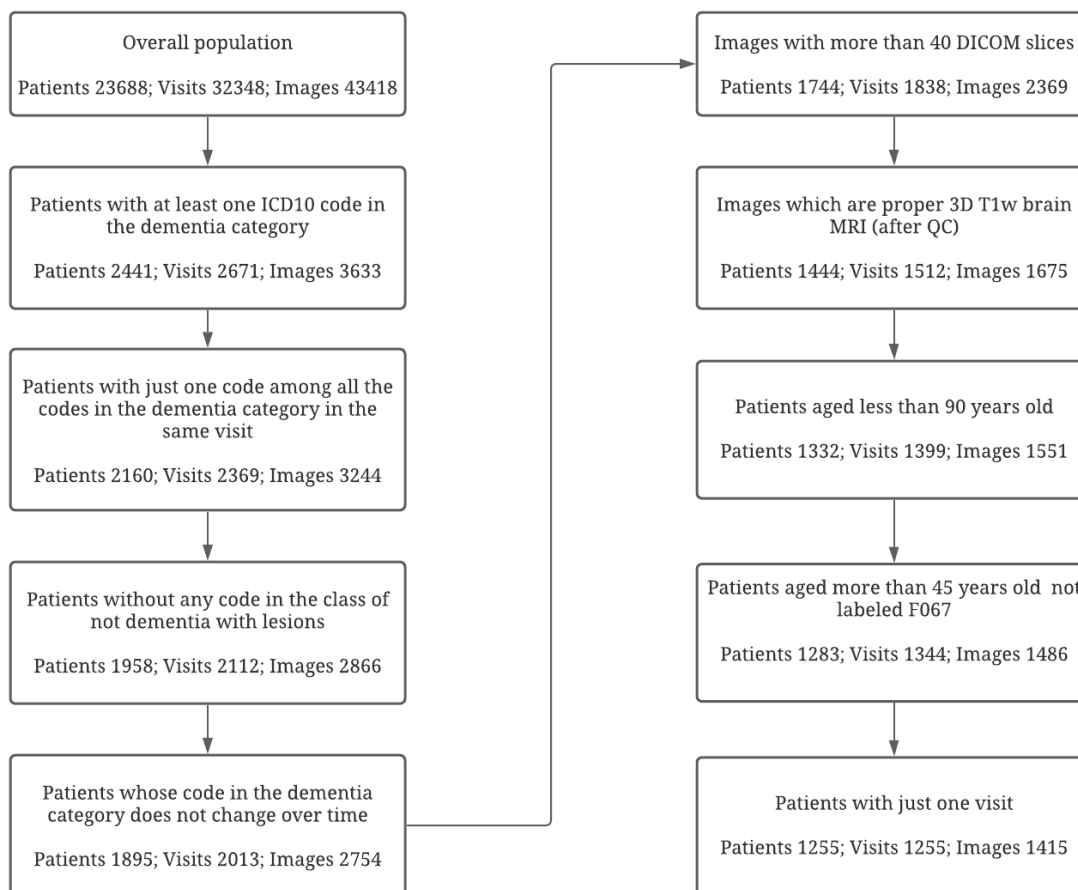 Overall population
Patients 23688; Visits 32348; Images 43418
Patients with at least one ICD10 code in
the dementia category
Patients 2441; Visits 2671; Images 3633
Patients with just one code among all the
codes in the dementia category in the
same visit
Patients 2160; Visits 2369; Images 3244
Patients without any code in the class of
not dementia with lesions
Patients 1958; Visits 2112; Images 2866
Patients whose code in the dementia
category does not change over time
Patients 1895; Visits 2013; Images 2754
Images with more than 40 DICOM slices
Patients 1744; Visits 1838; Images 2369
Images which are proper 3D T1w brain
MRI (after QC)
Patients 1444; Visits 1512; Images 1675
Patients aged less than 90 years old
Patients 1332; Visits 1399; Images 1551
Patients aged more than 45 years old not
labeled F067
Patients 1283; Visits 1344; Images 1486
Patients with just one visit
Patients 1255; Visits 1255; Images 1415